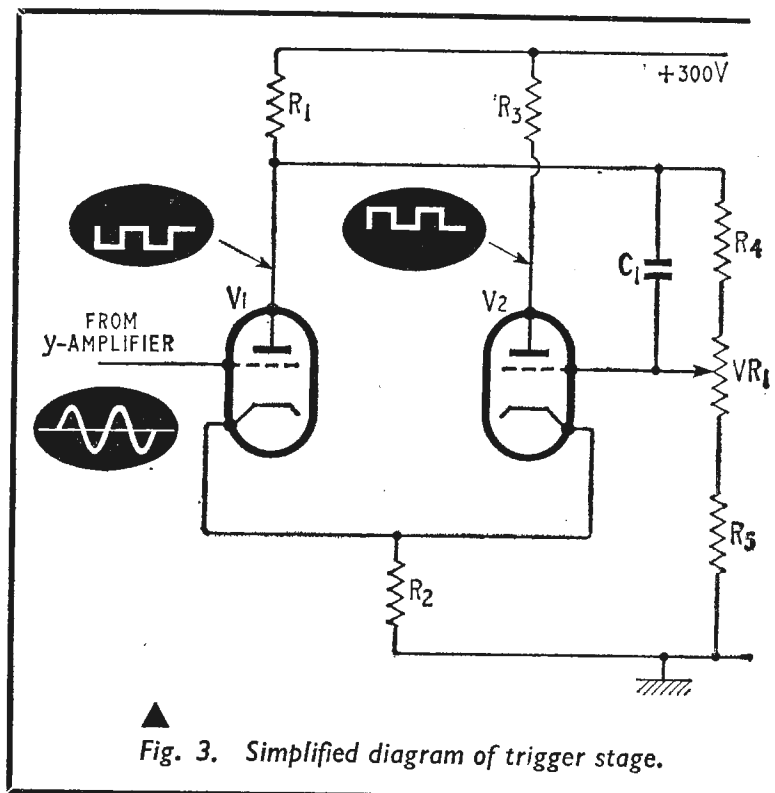 +300V
R1
R3
R4
C1
V1
V2
FROM
Y-AMPLIFIER
VR1
R5
R2
Fig. 3. Simplified diagram of trigger stage.